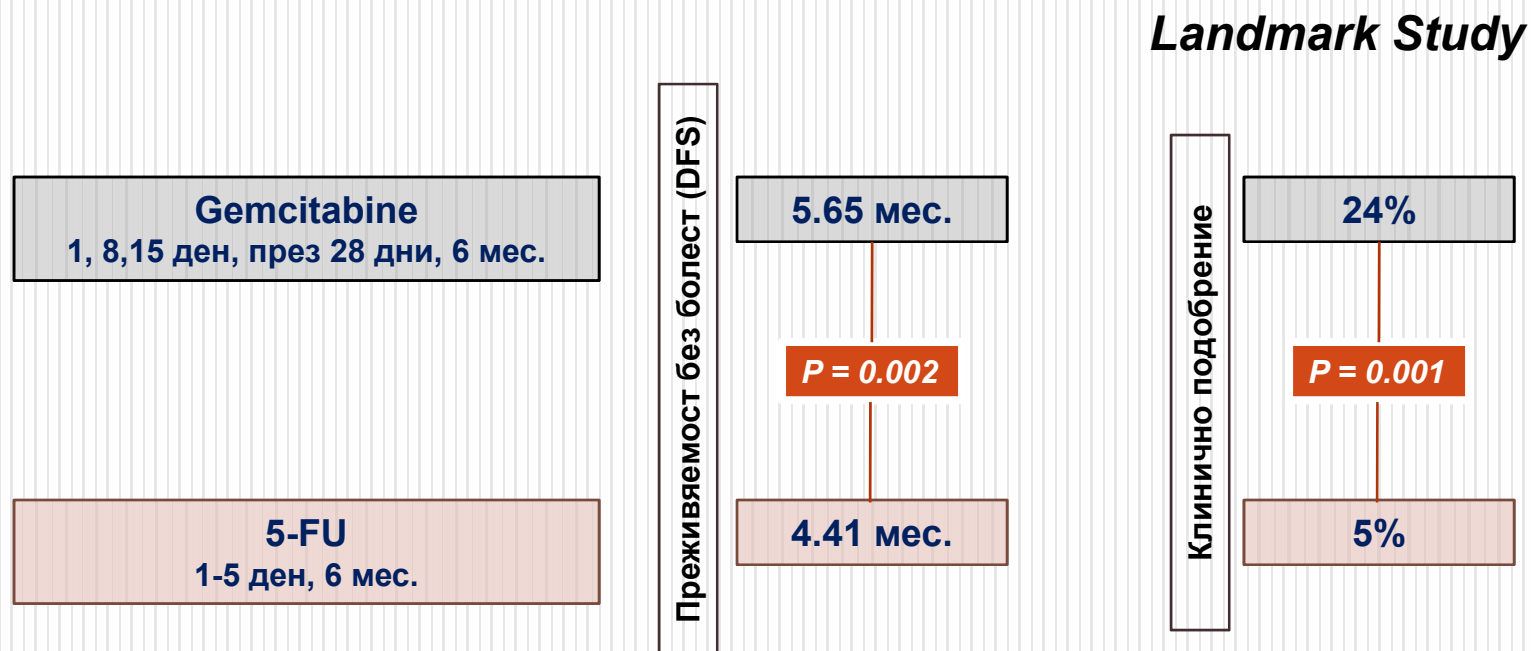 Landmark Study
Gemcitabine
1, 8,15 ден, през 28 дни, 6 мес.
5-FU
1-5 ден, 6 мес.
Преживяемост без болест (DFS)
5.65 мес.
P = 0.002
4.41 мес.
Клинично подобрение
24%
P = 0.001
5%